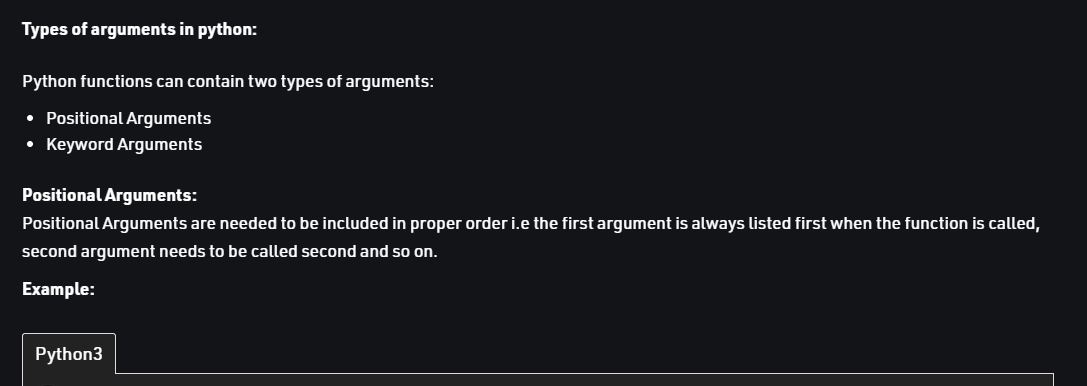 Types of arguments in python:
Python functions can contain two types of arguments:
• Positional Arguments
• Keyword Arguments
Positional Arguments:
Positional Arguments are needed to be included in proper order i.e the first argument is always listed first when the function is called,
second argument needs to be called second and so on.
Example:
Python3